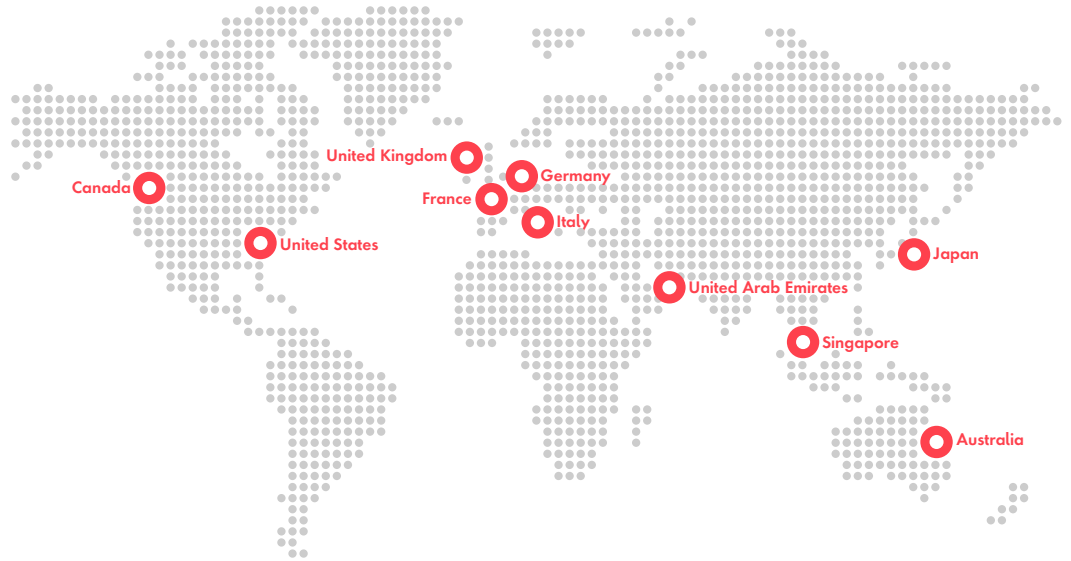 United Kingdom
Germany
Canada
France
Italy
United States
Japan
United Arab Emirates
Singapore
Australia